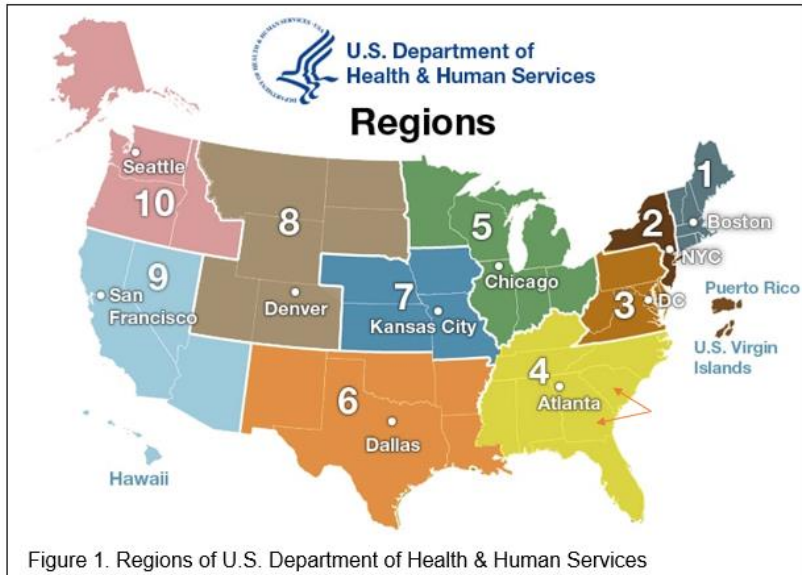 U.S. Department of
Health & Human Services
Regions
Seattle
10
8
5
1
2
Boston
NYC
9
San
Francisco
Denver
7
Kansas City
Chicago
3
DC
Puerto Rico
U.S. Virgin
Islands
4
Atlanta
6
Dallas
Hawaii
Figure 1. Regions of U.S. Department of Health & Human Services